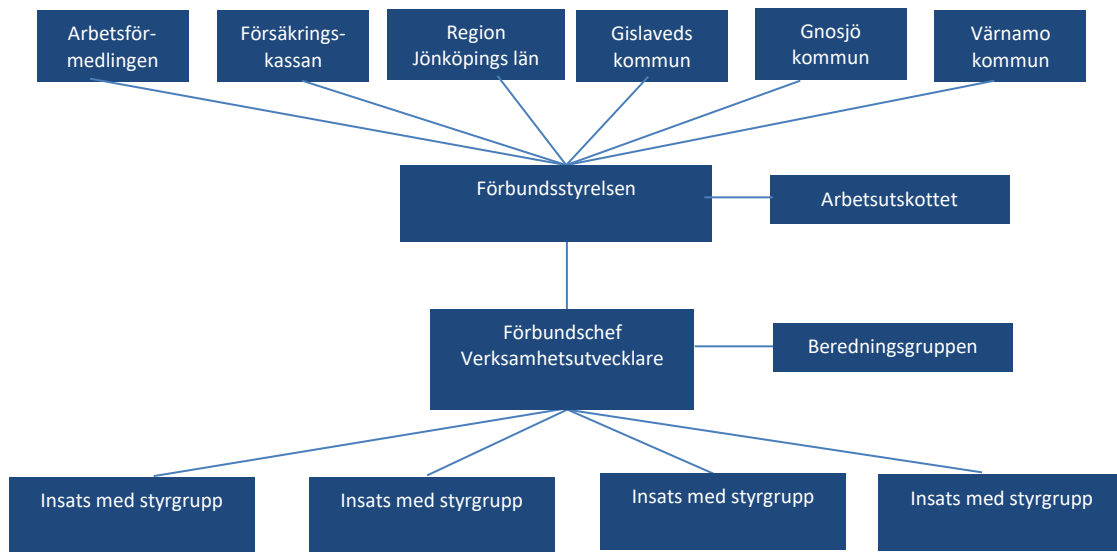 Arbetsför-
medlingen
Försäkrings-
kassan
Region
Jönköpings län
Gislaveds
kommun
Gnosjö
kommun
Värnamo
kommun
Förbundsstyrelsen
Arbetsutskottet
Förbundschef
Verksamhetsutvecklare
Beredningsgruppen
Insats med styrgrupp
Insats med styrgrupp
Insats med styrgrupp
Insats med styrgrupp